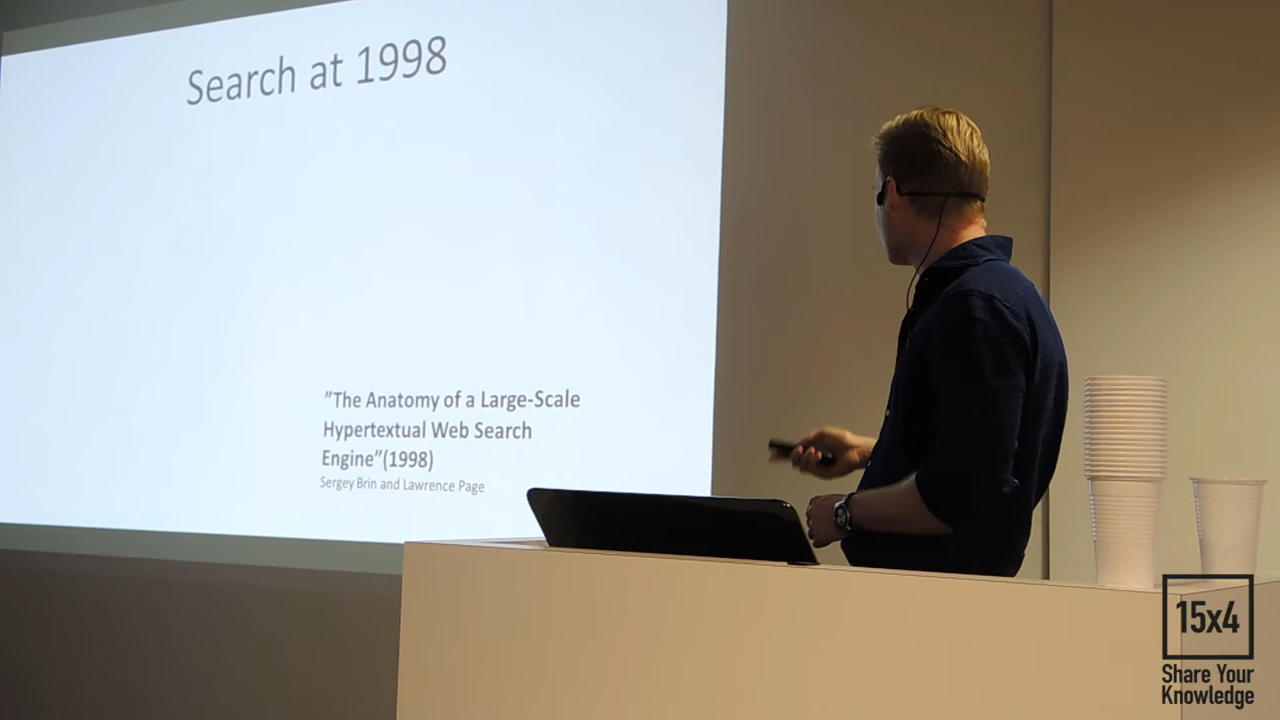 Search at 1998
”The Anatomy of a Large-Scale
Hypertextual Web Search
Engine”(1998)
Sergey Brin and Lawrence Page
15x4
Share Your
Knowledge